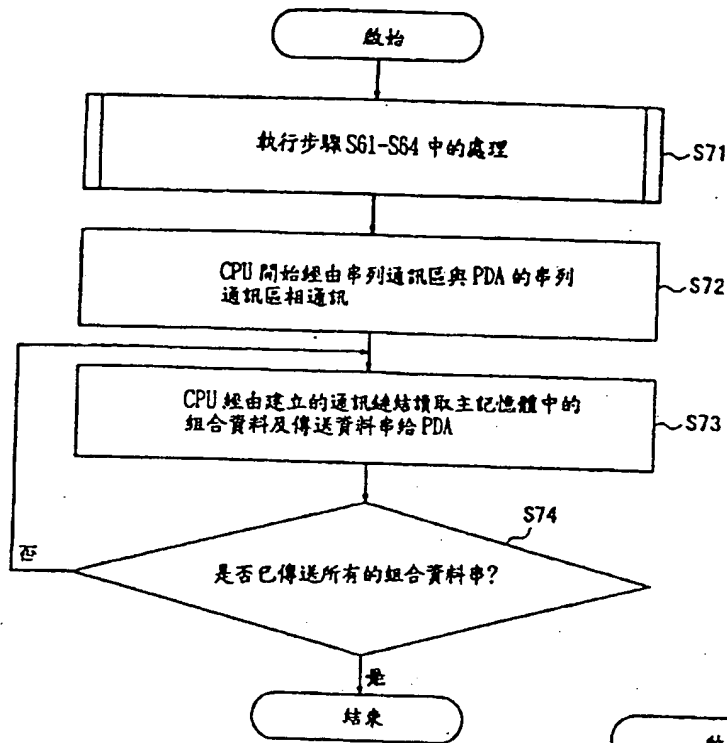 啟始
執行步驟 S61-S64 中的處理
S71
CPU 開始經由串列通訊區與 PDA 的串列
通訊區相通訊
S72
CPU 經由建立的通訊鏈結讀取主記憶體中的
組合資料及傳送資料串給 PDA
S73
S74
否
是否已傳送所有的組合資料串?
是
結束